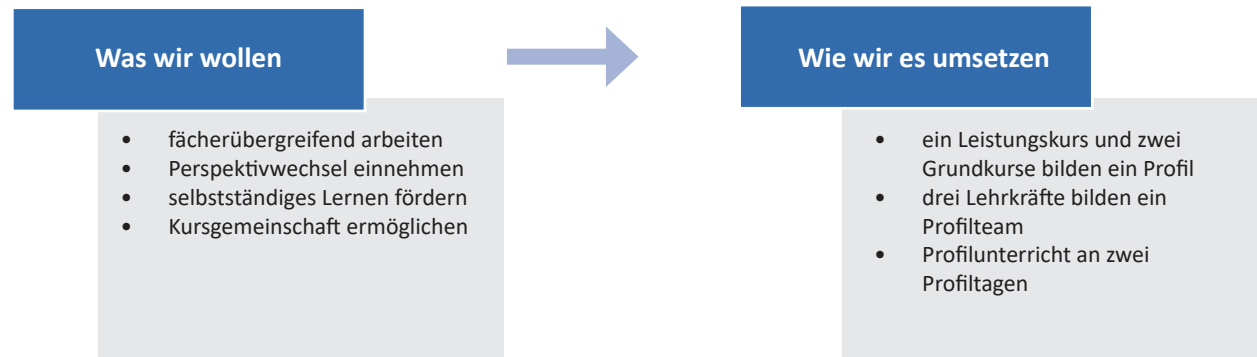 Was wir wollen
• fächerübergreifend arbeiten
• Perspektivwechsel einnehmen
• selbstständiges Lernen fördern
• Kursgemeinschaft ermöglichen
Wie wir es umsetzen
• ein Leistungskurs und zwei
Grundkurse bilden ein Profil
• drei Lehrkräfte bilden ein
Profilteam
• Profilunterricht an zwei
Profiltagen